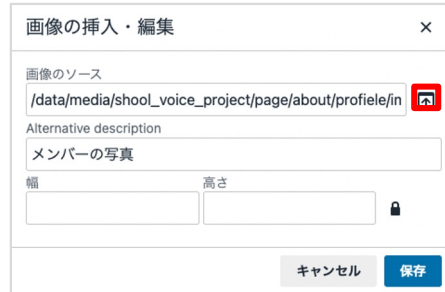 画像の挿入・編集
画像のソース
/data/media/shool_voice_project/page/about/profiele/in
Alternative description
メンバーの写真
幅 高さ
キャンセル 保存